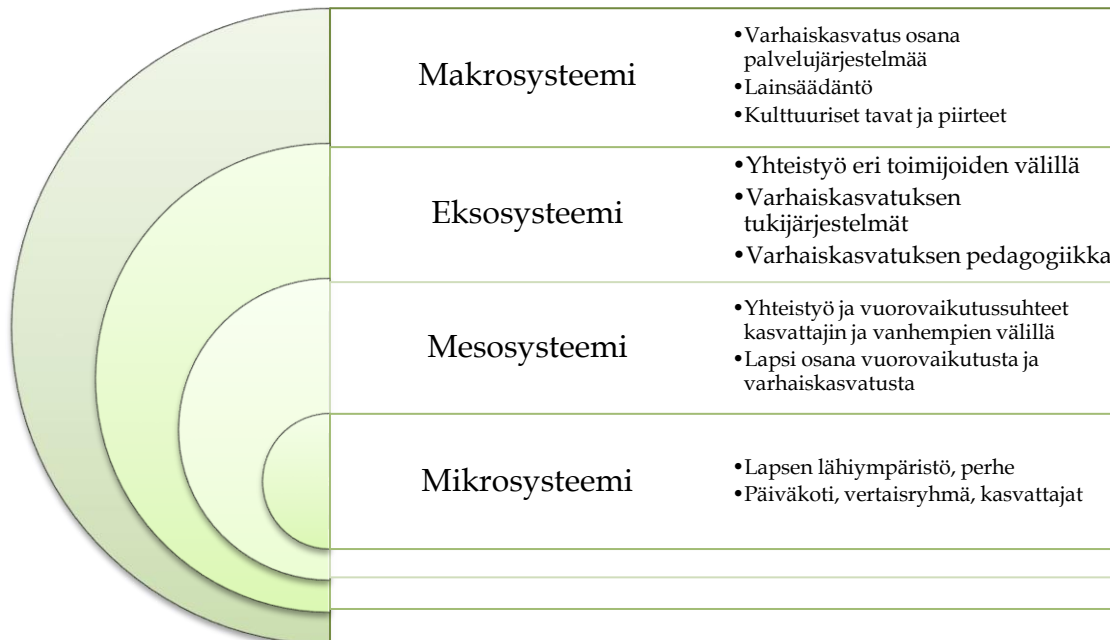 Makrosysteemi
•Varhaiskasvatus osana
palvelujärjestelmää
•Lainsäädäntö
•Kulttuuriset tavat ja piirteet
Eksosysteemi
•Yhteistyö eri toimijoiden välillä
•Varhaiskasvatuksen
tukijärjestelmät
•Varhaiskasvatuksen pedagogiikka
Mesosysteemi
•Yhteistyö ja vuorovaikutussuhteet
kasvattajin ja vanhempien välillä
•Lapsi osana vuorovaikutusta ja
varhaiskasvatusta
Mikrosysteemi
•Lapsen lähiympäristö, perhe
•Päiväkoti, vertaisryhmä, kasvattajat